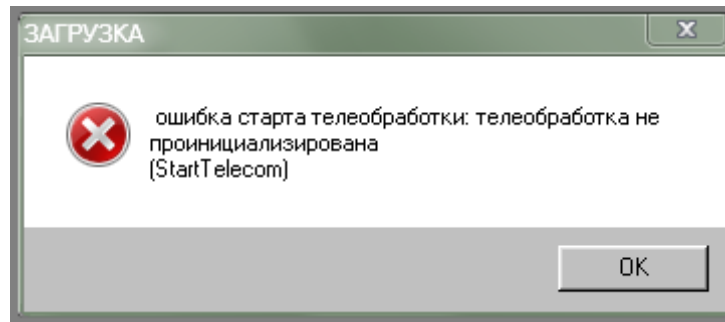 ЗАГРУЗКА
ошибка старта телеобработки: телеобработка не
проинициализирована
(StartTelecom)
OK